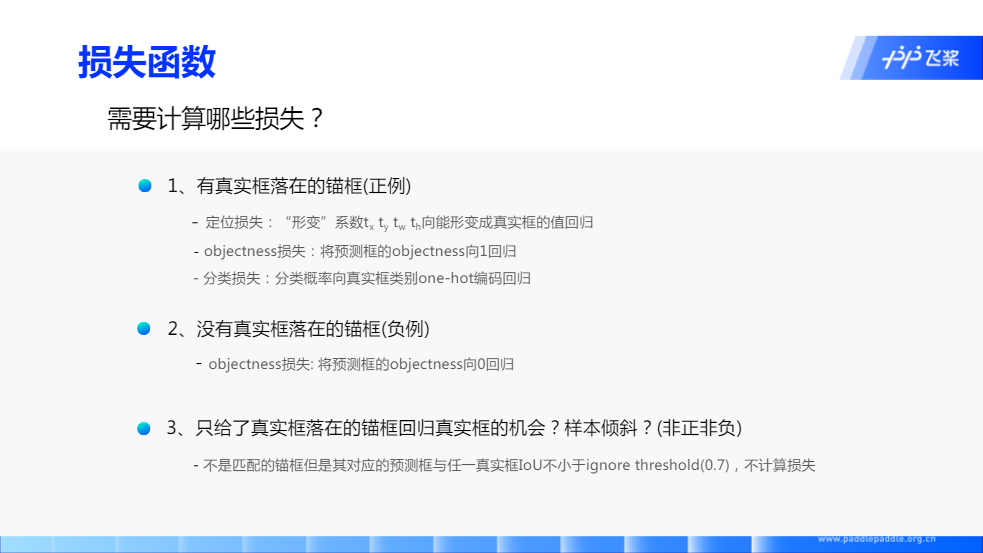 损失函数
飞桨
需要计算哪些损失？
1、有真实框落在的锚框(正例)
- 定位损失：“形变”系数tx ty tw th向能形变成真实框的值回归
- objectness损失：将预测框的objectness向1回归
- 分类损失：分类概率向真实框类别one-hot编码回归
2、没有真实框落在的锚框(负例)
- objectness损失: 将预测框的objectness向0回归
3、只给了真实框落在的锚框回归真实框的机会？样本倾斜？(非正非负)
- 不是匹配的锚框但是其对应的预测框与任一真实框IoU不小于ignore threshold(0.7)，不计算损失
www.paddlepaddle.org.cn